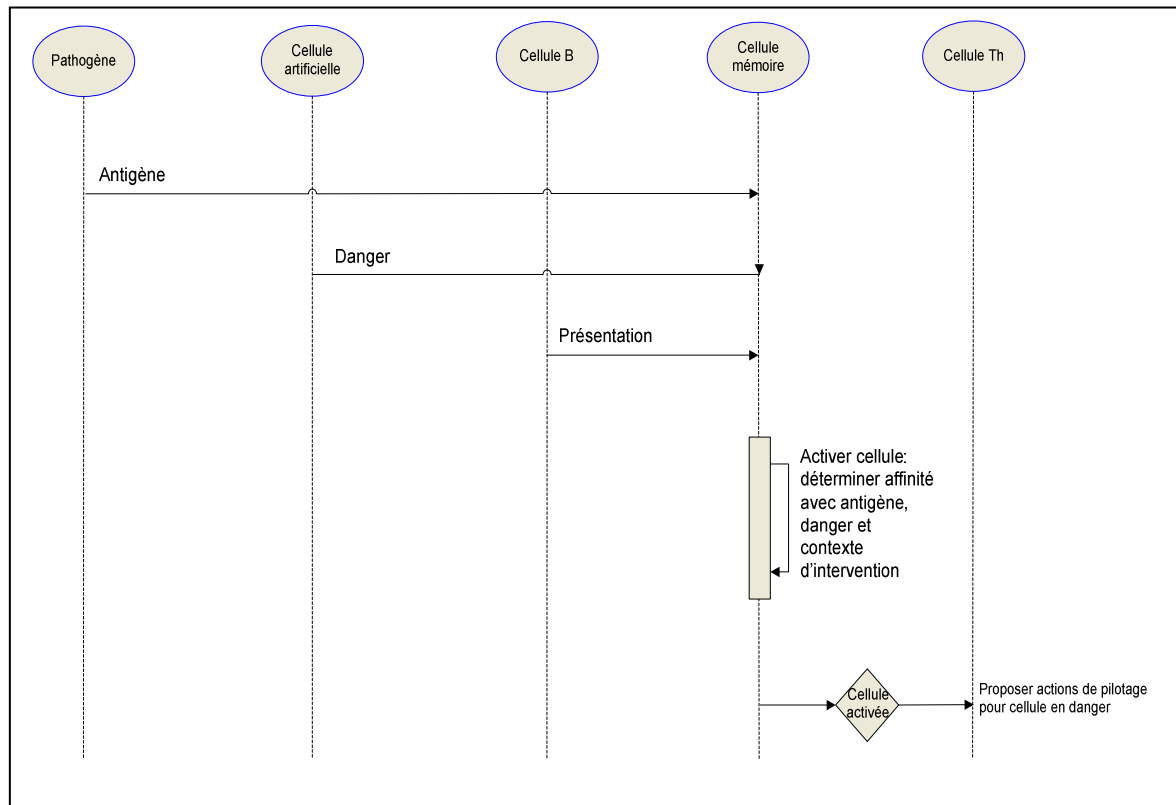 Pathogène
Cellule
artificielle
Cellule B
Cellule
mémoire
Cellule Th
Antigène
Danger
Présentation
Activer cellule:
déterminer affinité
avec antigène,
danger et
contexte
d'intervention
Cellule
activée
Proposer actions de pilotage
pour cellule en danger